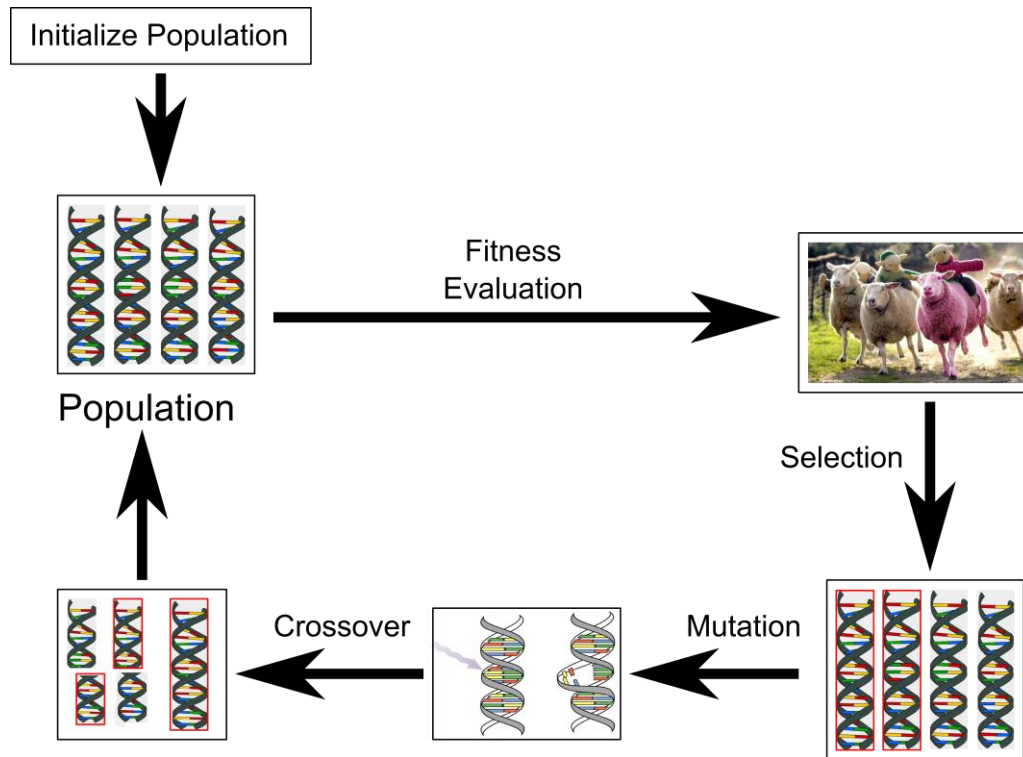 Initialize Population
Fitness
Evaluation
Population
Selection
Crossover
Mutation